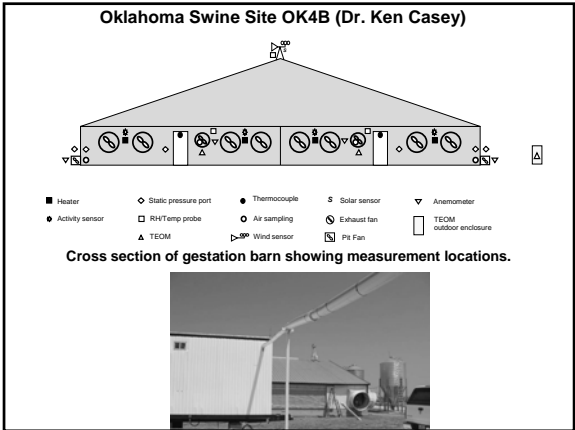 Oklahoma Swine Site OK4B (Dr. Ken Casey)
S
Heater
Static pressure port
Thermocouple
S Solar sensor
Anemometer
Activity sensor
RH/Temp probe
Air sampling
Exhaust fan
TEOM
outdoor enclosure
TEOM
Wind sensor
Pit Fan
Cross section of gestation barn showing measurement locations.